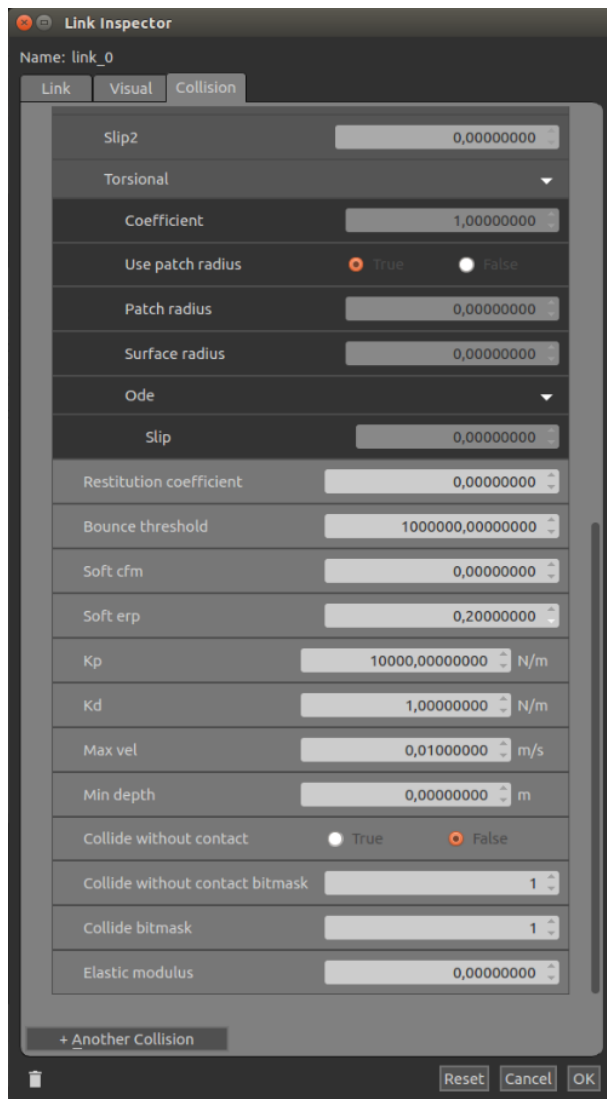 Link Inspector
Name: link_0
Link Visual Collision
Slip2 0,00000000
Torsional
Coefficient 1,00000000
Use patch radius True False
Patch radius 0,00000000
Surface radius 0,00000000
Ode
Slip 0,00000000
Restitution coefficient 0,00000000
Bounce threshold 1000000,00000000
Soft cfm 0,00000000
Soft erp 0,20000000
Kp 10000,00000000 N/m
Kd 1,00000000 N/m
Max vel 0,01000000 m/s
Min depth 0,00000000 m
Collide without contact True False
Collide without contact bitmask 1
Collide bitmask 1
Elastic modulus 0,00000000
+ Another Collision
Reset Cancel OK